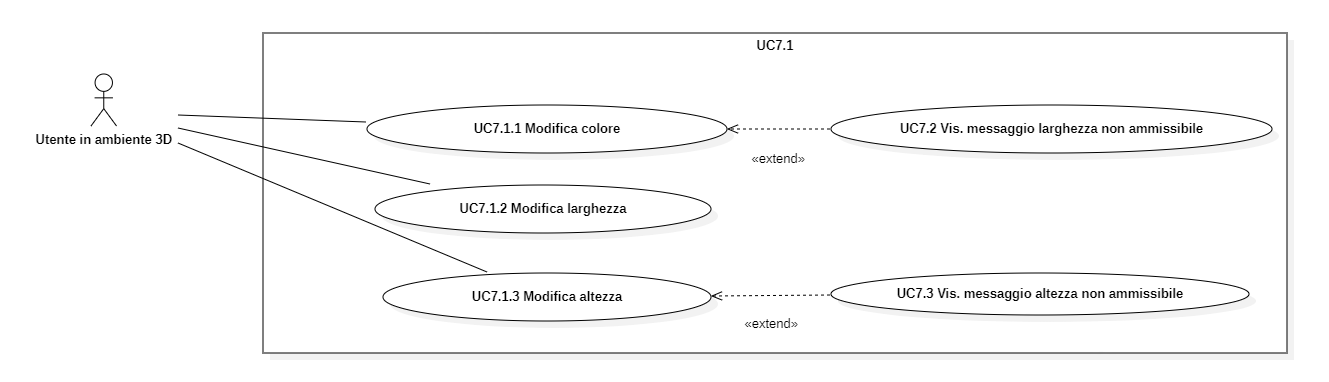 UC7.1
Utente in ambiente 3D
UC7.1.1 Modifica colore
UC7.2 Vis. messaggio larghezza non ammissibile
«extend»
UC7.1.2 Modifica larghezza
UC7.1.3 Modifica altezza
UC7.3 Vis. messaggio altezza non ammissibile
«extend»